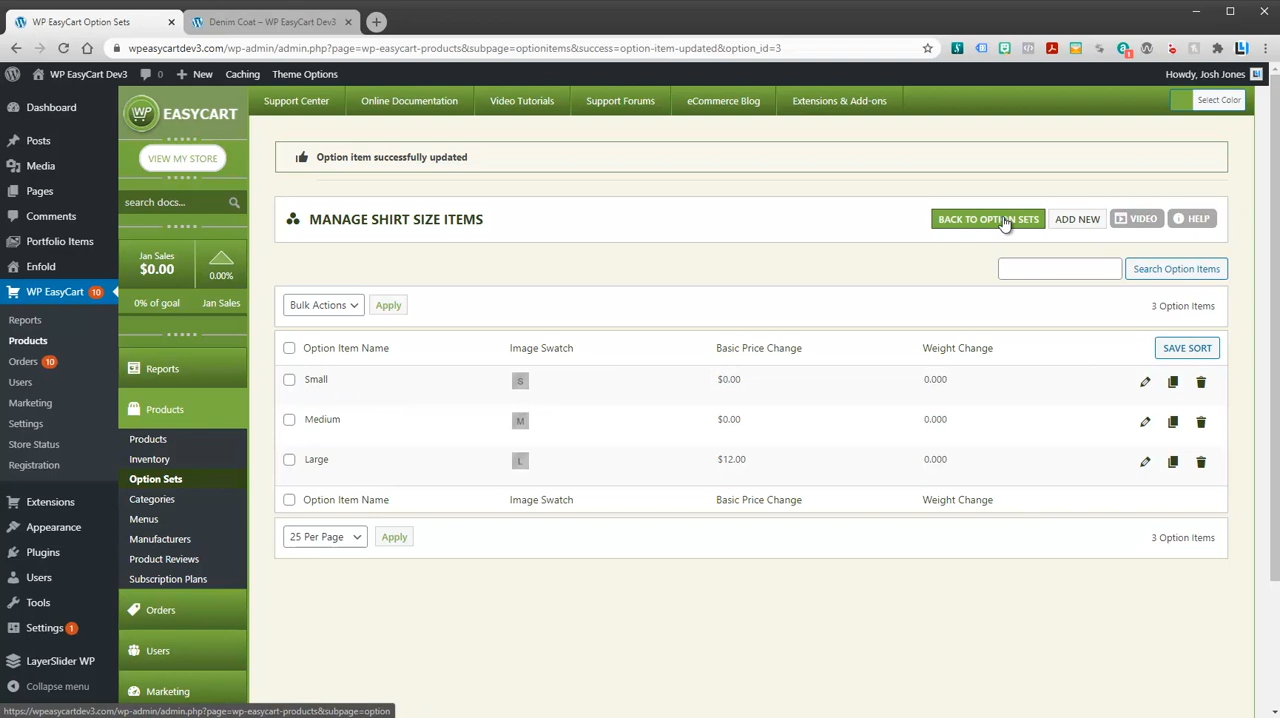 WP EasyCart Option Sets
Denim Coat – WP EasyCart Dev3
wpeasycartdev3.com/wp-admin/admin.php?page=wp-easycart-products&subpage=optionitems&success=option-item-updated&option_id=3
WP EasyCart Dev3
0
New
Caching
Theme Options
Howdy, Josh Jones
Dashboard
Posts
Media
Pages
Comments
Portfolio Items
Enfold
WP EasyCart 10
Reports
Products
Orders 10
Users
Marketing
Settings
Store Status
Registration
Extensions
Appearance
Plugins
Users
Tools
Settings 1
LayerSlider WP
Collapse menu
WP EASYCART
VIEW MY STORE
search docs...
Jan Sales
$0.00
0.00%
0% of goal
Jan Sales
Reports
Products
Products
Inventory
Option Sets
Categories
Menus
Manufacturers
Product Reviews
Subscription Plans
Orders
Users
Marketing
Support Center
Online Documentation
Video Tutorials
Support Forums
eCommerce Blog
Extensions & Add-ons
Select Color
Option item successfully updated
MANAGE SHIRT SIZE ITEMS
BACK TO OPTION SETS
ADD NEW
VIDEO
HELP
Search Option Items
Bulk Actions
Apply
3 Option Items
Option Item Name
Image Swatch
Basic Price Change
Weight Change
SAVE SORT
Small
S
$0.00
0.000
Medium
M
$0.00
0.000
Large
L
$12.00
0.000
Option Item Name
Image Swatch
Basic Price Change
Weight Change
25 Per Page
Apply
3 Option Items
https://wpeasycartdev3.com/wp-admin/admin.php?page=wp-easycart-products&subpage=option